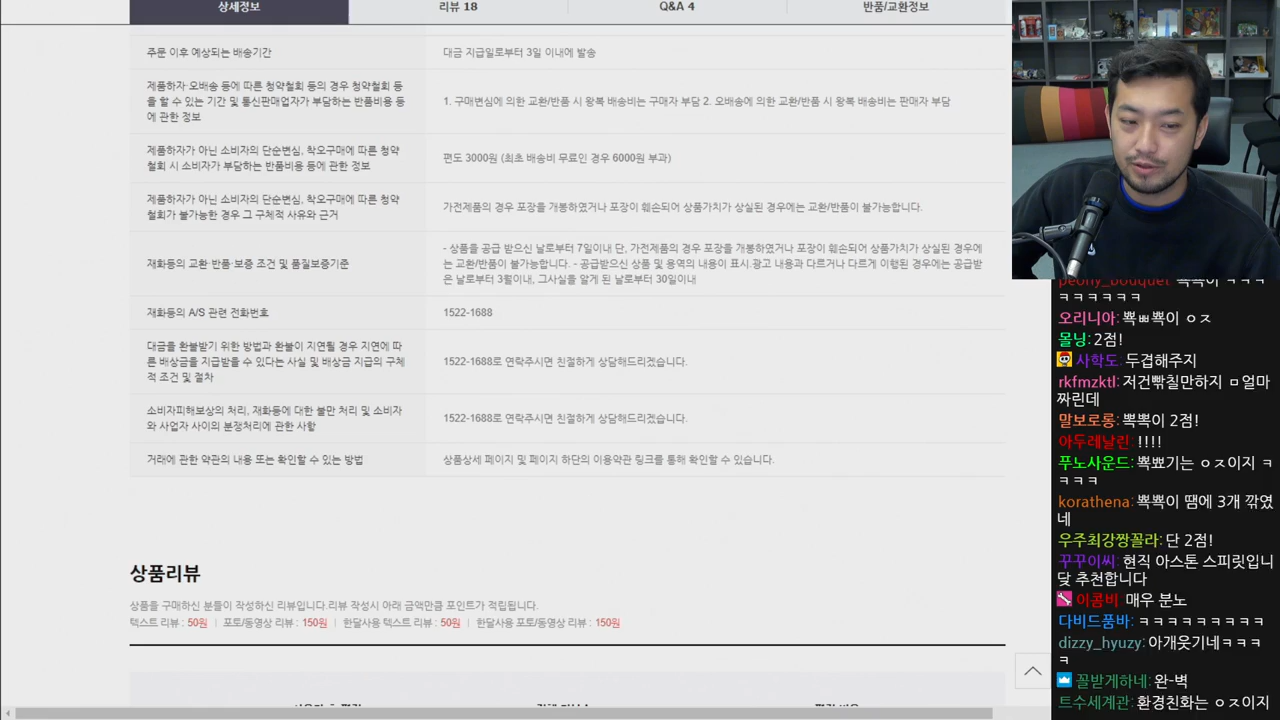 상세정보
리뷰 18
Q&A 4
반품/교환정보
주문 이후 예상되는 배송기간
대금 지급일로부터 3일 이내에 발송
제품하자·오배송 등에 따른 청약철회 등의 경우 청약철회 등
을 할 수 있는 기간 및 통신판매업자가 부담하는 반품비용 등
에 관한 정보
1. 구매변심에 의한 교환/반품 시 왕복 배송비는 구매자 부담 2. 오배송에 의한 교환/반품 시 왕복 배송비는 판매자 부담
제품하자가 아닌 소비자의 단순변심, 착오구매에 따른 청약
철회 시 소비자가 부담하는 반품비용 등에 관한 정보
편도 3000원 (최초 배송비 무료인 경우 6000원 부과)
제품하자가 아닌 소비자의 단순변심, 착오구매에 따른 청약
철회가 불가능한 경우 그 구체적 사유와 근거
가전제품의 경우 포장을 개봉하였거나 포장이 훼손되어 상품가치가 상실된 경우에는 교환/반품이 불가능합니다.
재화등의 교환·반품·보증 조건 및 품질보증기준
- 상품을 공급 받으신 날로부터 7일이내 단, 가전제품의 경우 포장을 개봉하였거나 포장이 훼손되어 상품가치가 상실된 경우에
는 교환/반품이 불가능합니다. - 공급받으신 상품 및 용역의 내용이 표시.광고 내용과 다르거나 다르게 이행된 경우에는 공급받
은 날로부터 3월이내, 그사실을 알게 된 날로부터 30일이내
재화등의 A/S 관련 전화번호
1522-1688
대금을 환불받기 위한 방법과 환불이 지연될 경우 지연에 따
른 배상금을 지급받을 수 있다는 사실 및 배상금 지급의 구체
적 조건 및 절차
1522-1688로 연락주시면 친절하게 상담해드리겠습니다.
소비자피해보상의 처리, 재화등에 대한 불만 처리 및 소비자
와 사업자 사이의 분쟁처리에 관한 사항
1522-1688로 연락주시면 친절하게 상담해드리겠습니다.
거래에 관한 약관의 내용 또는 확인할 수 있는 방법
상품상세 페이지 및 페이지 하단의 이용약관 링크를 통해 확인할 수 있습니다.
상품리뷰
상품을 구매하신 분들이 작성하신 리뷰입니다.리뷰 작성시 아래 금액만큼 포인트가 적립됩니다.
텍스트 리뷰 : 50원 | 포토/동영상 리뷰 : 150원 | 한달사용 텍스트 리뷰 : 50원 | 한달사용 포토/동영상 리뷰 : 150원
peony_bouquet: 뽁뽁이 ㅋㅋㅋ
ㅋㅋㅋㅋㅋㅋ
오리니아: 뾱ㅃ뾱이 ㅇㅈ
몰닝: 2점!
사학도: 두겹해주지
rkfmzktl: 저건빢칠만하지 ㅁ얼마
짜린데
말보로롱: 뾱뾱이 2점!
아두레날린: !!!!
푸노사운드: 뾱뾰기는 ㅇㅈ이지 ㅋ
ㅋㅋㅋ
korathena: 뾱뾱이 땜에 3개 깎였
네
우주최강짱꼴라: 단 2점!
꾸꾸이씨: 현직 아스톤 스피릿입니
닺 추천합니다
이콤비: 매우 분노
다비드품바: ㅋㅋㅋㅋㅋㅋㅋㅋㅋ
dizzy_hyuzy: 아개웃기네ㅋㅋㅋ
ㅋ
꼴받게하네: 완-벽
트수세계관: 환경친화는 ㅇㅈ이지